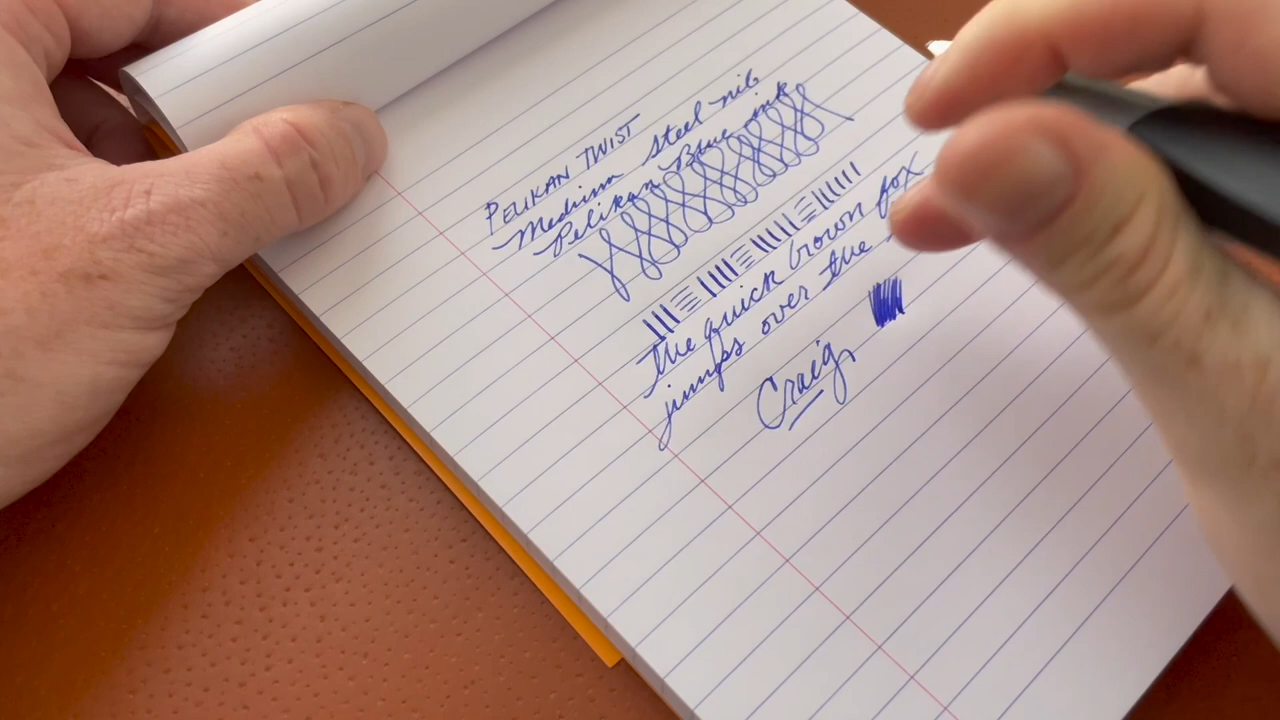 PELIKAN TWIST
Medium Steel nib
Pelikan Blue ink
the quick brown fox
jumps over the
Craig